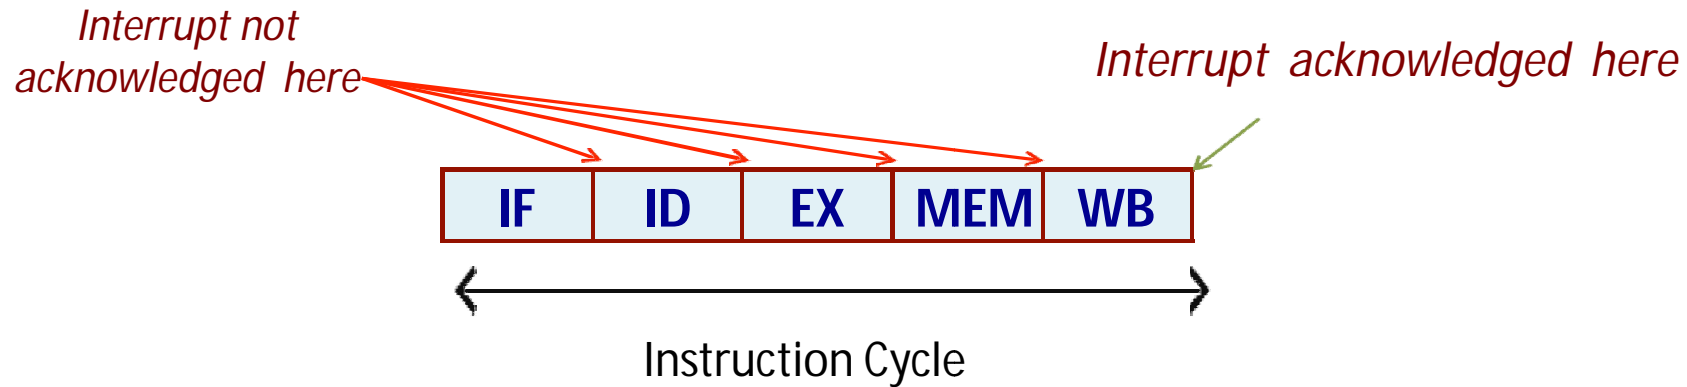 Interrupt not
acknowledged here
Interrupt acknowledged here
IF ID EX MEM WB
Instruction Cycle